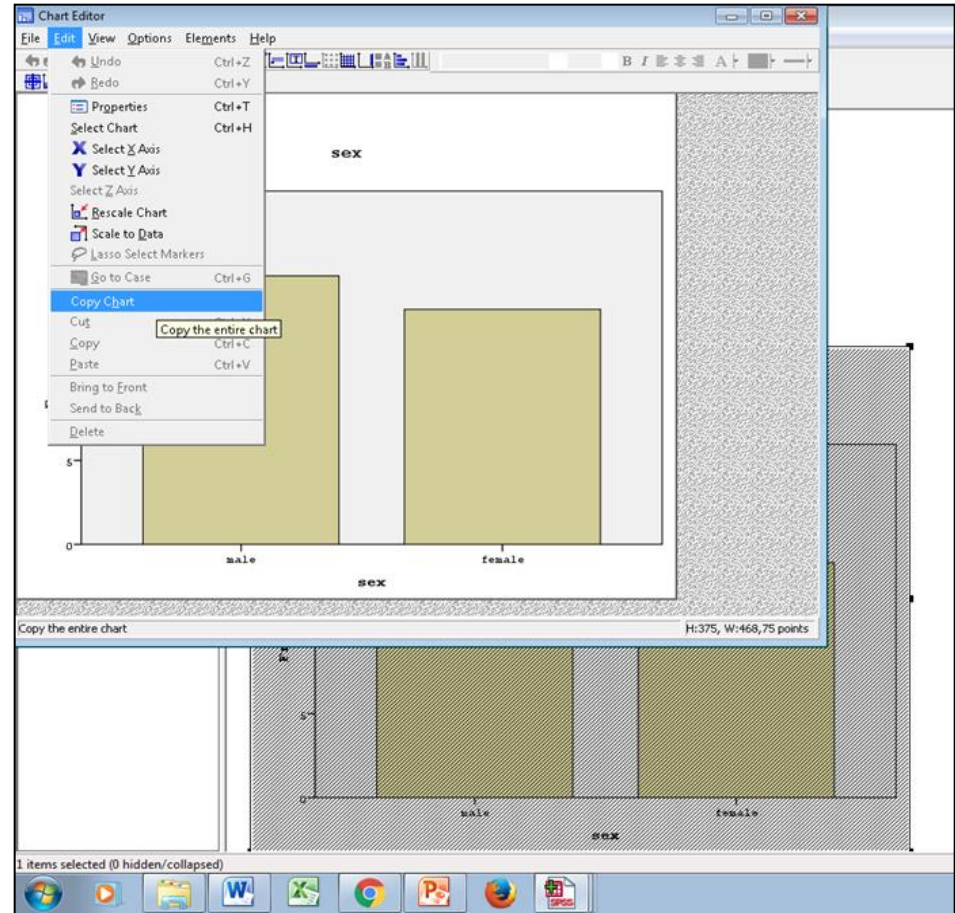 Chart Editor
File Edit View Options Elements Help
Undo Ctrl+Z
B I A
Redo Ctrl+Y
Properties Ctrl+T
Select Chart Ctrl+H
X Select X Axis
Y Select Y Axis
Select Z Axis
Rescale Chart
Scale to Data
Lasso Select Markers
Go to Case Ctrl+G
Copy Chart
Cut
Copy the entire chart
Copy Ctrl+C
Paste Ctrl+V
Bring to Front
Send to Back
Delete
sex
5
0
male female
sex
Copy the entire chart H:375, W:468,75 points
5
0
male female
sex
1 items selected (0 hidden/collapsed)
SPSS